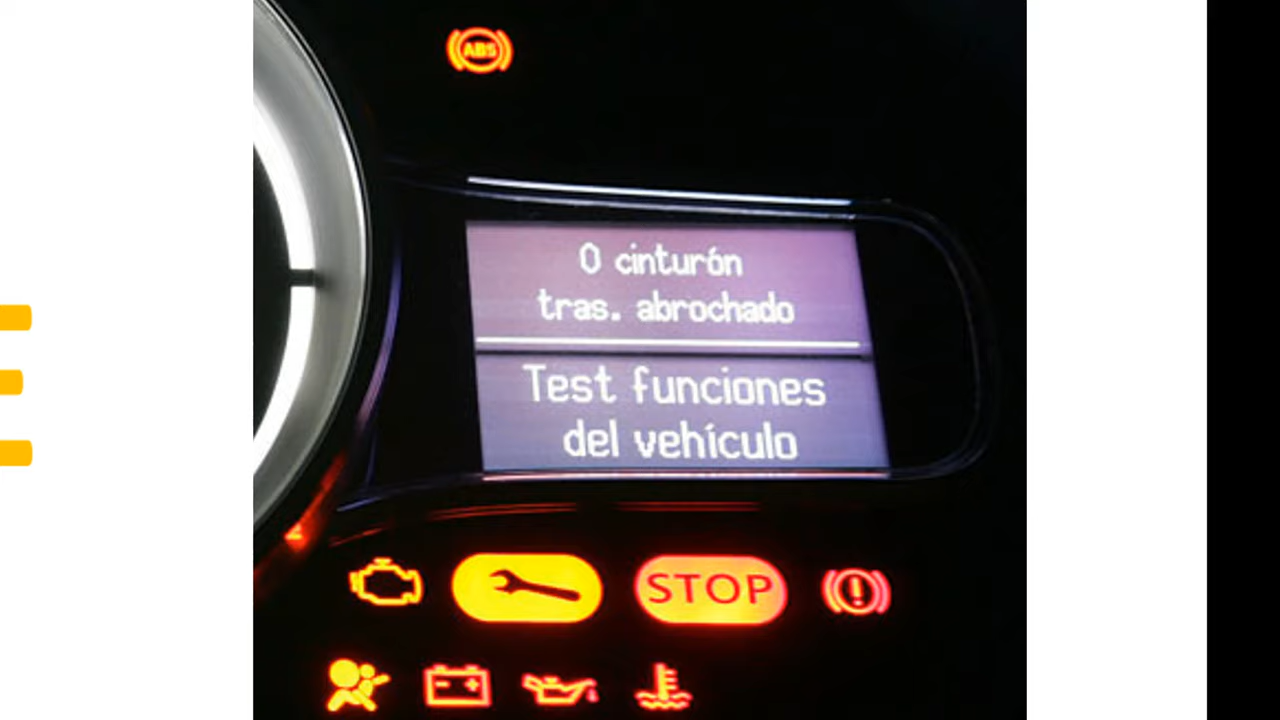 ABS
0 cinturón
tras. abrochado
Test funciones
del vehículo
STOP